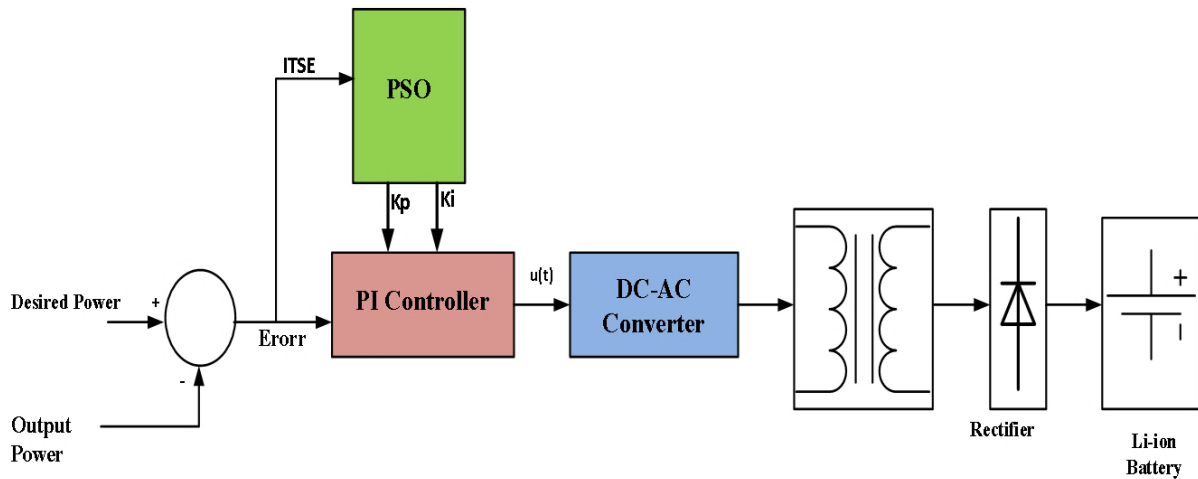 ITSE
PSO
Kp
Ki
Desired Power
+
-
Output
Power
Erorr
PI Controller
u(t)
DC-AC
Converter
Rectifier
+
Li-ion
Battery